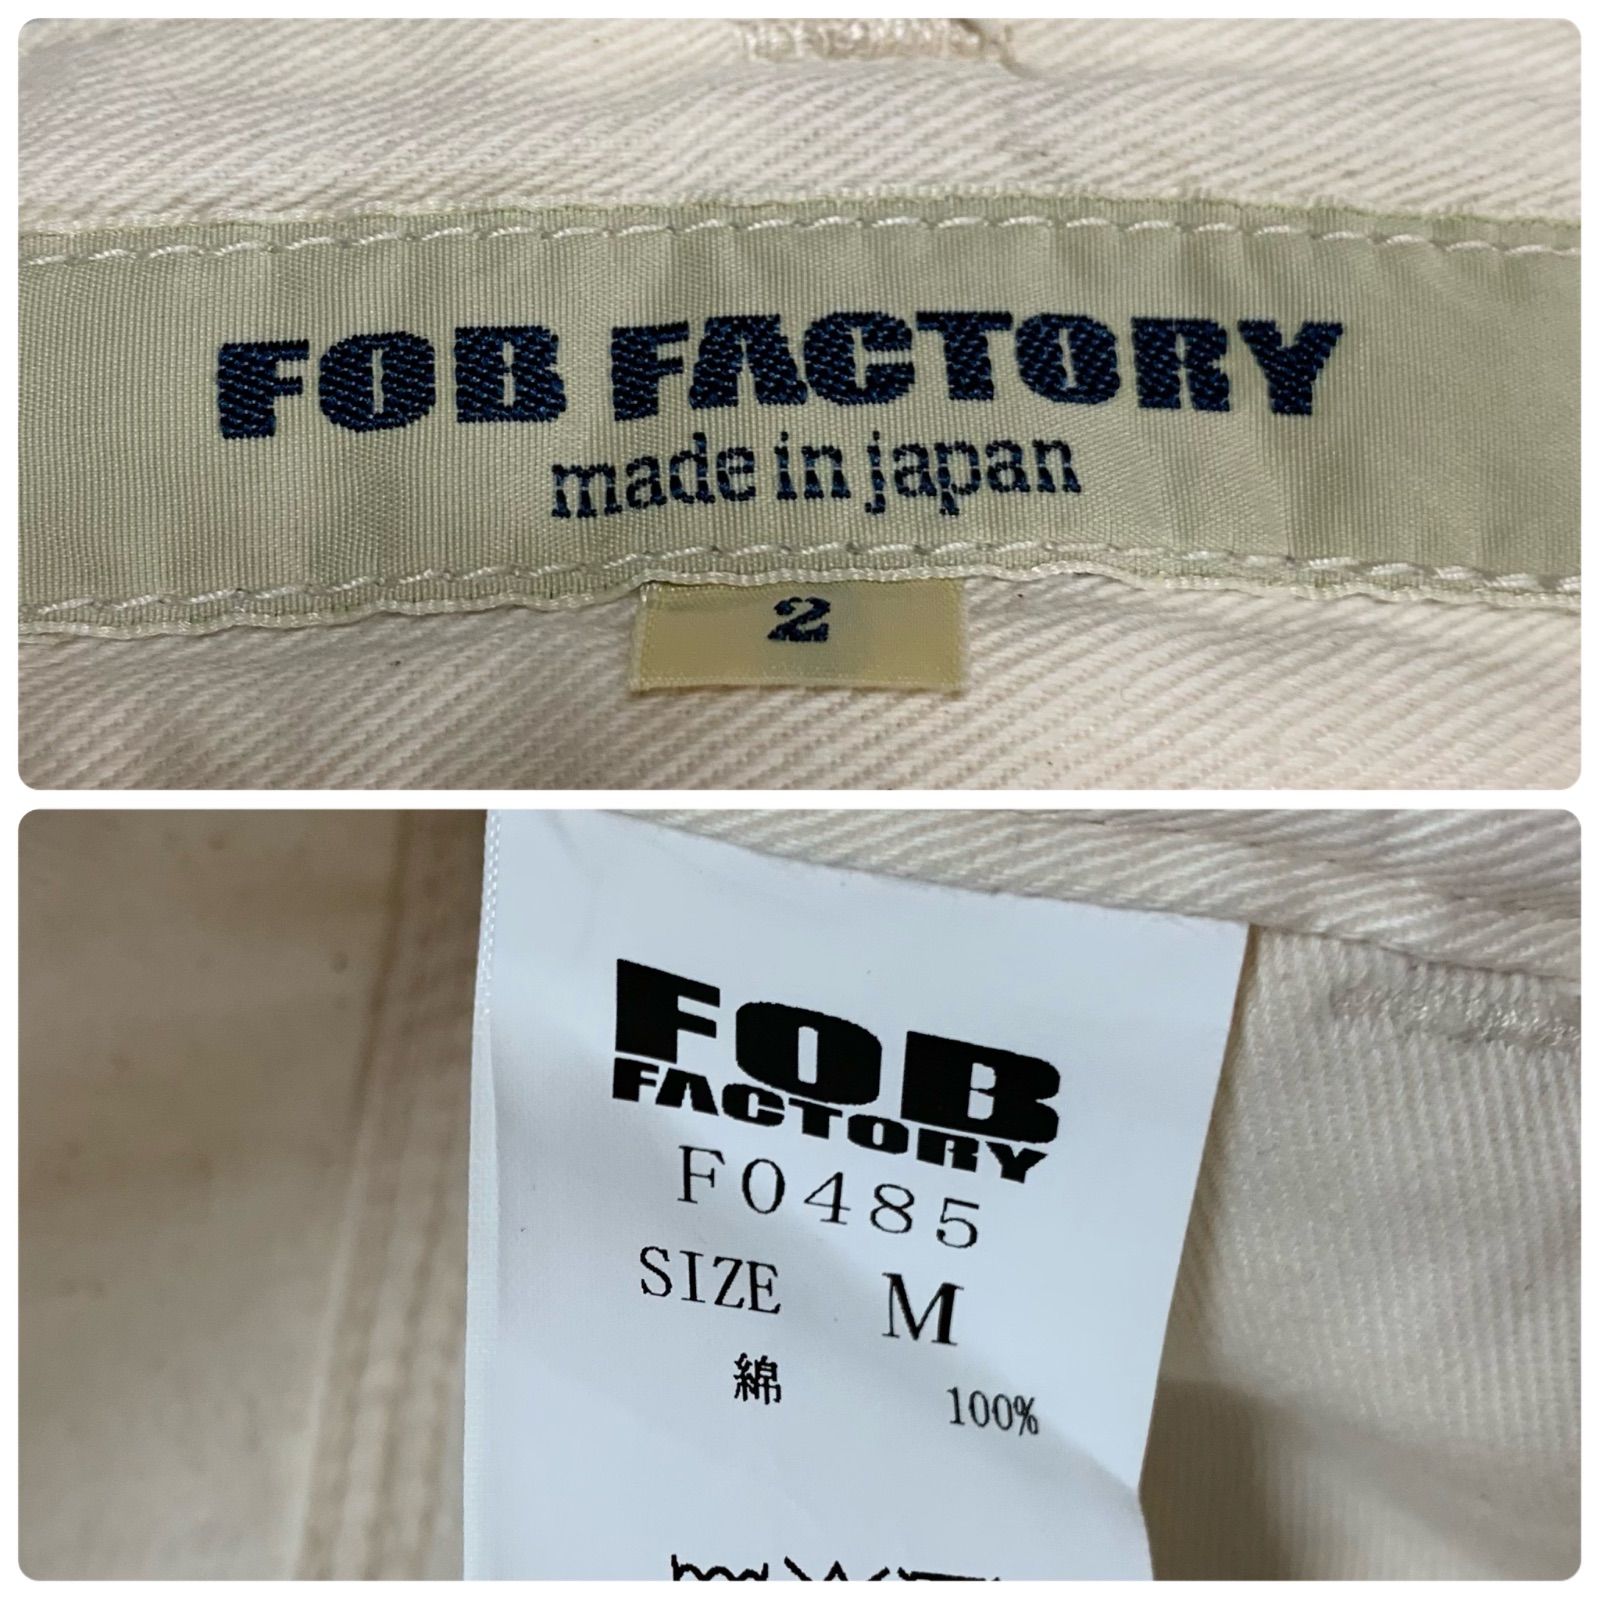 FOB FACTORY
made in japan
2
FOB
FACTORY
F0485
SIZE M
綿 100%